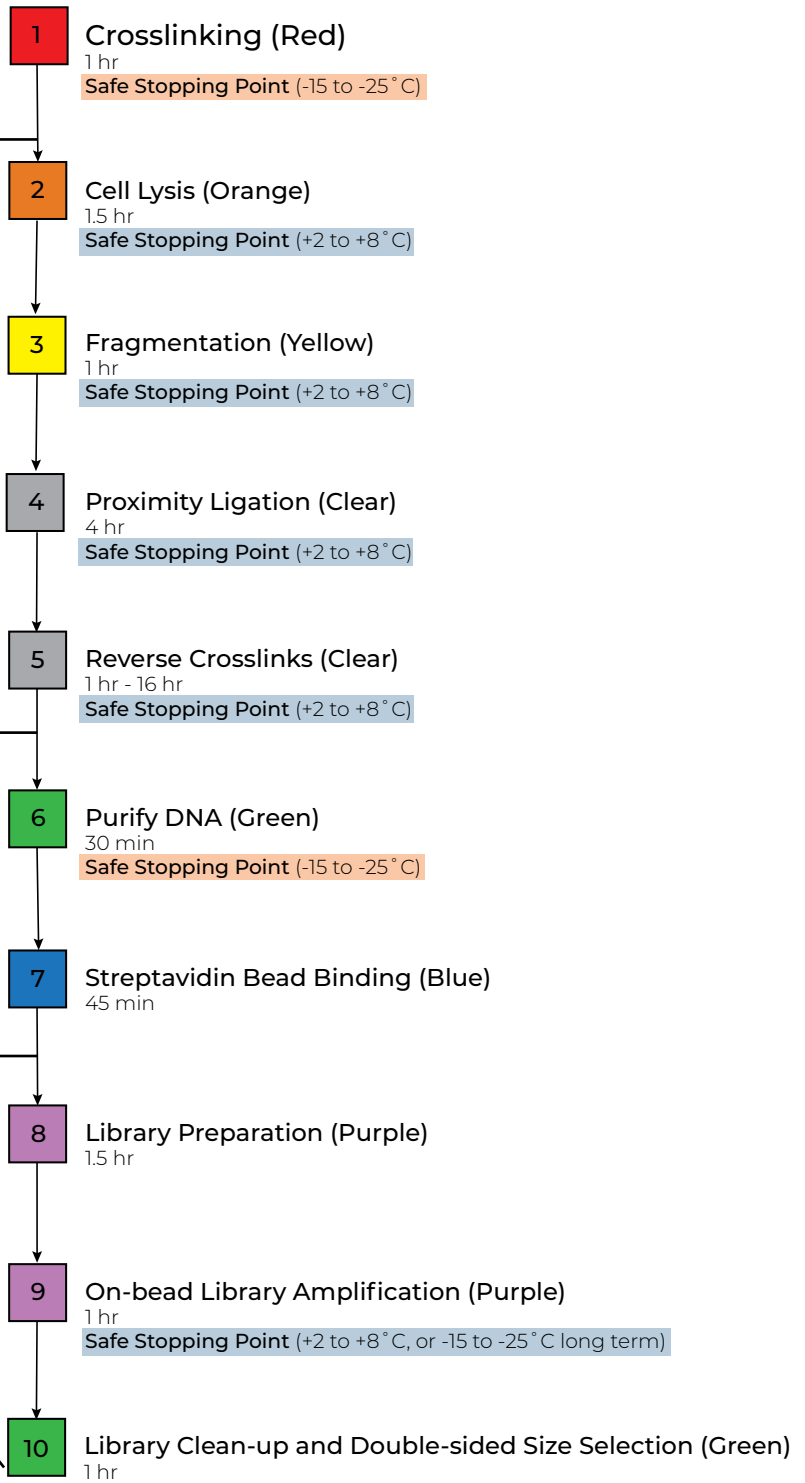 1
Crosslinking (Red)
1 hr
Safe Stopping Point (-15 to -25˚C)
2
Cell Lysis (Orange)
1.5 hr
Safe Stopping Point (+2 to +8˚C)
3
Fragmentation (Yellow)
1 hr
Safe Stopping Point (+2 to +8˚C)
4
Proximity Ligation (Clear)
4 hr
Safe Stopping Point (+2 to +8˚C)
5
Reverse Crosslinks (Clear)
1 hr - 16 hr
Safe Stopping Point (+2 to +8˚C)
6
Purify DNA (Green)
30 min
Safe Stopping Point (-15 to -25˚C)
7
Streptavidin Bead Binding (Blue)
45 min
8
Library Preparation (Purple)
1.5 hr
9
On-bead Library Amplification (Purple)
1 hr
Safe Stopping Point (+2 to +8˚C, or -15 to -25˚C long term)
10
Library Clean-up and Double-sided Size Selection (Green)
1 hr